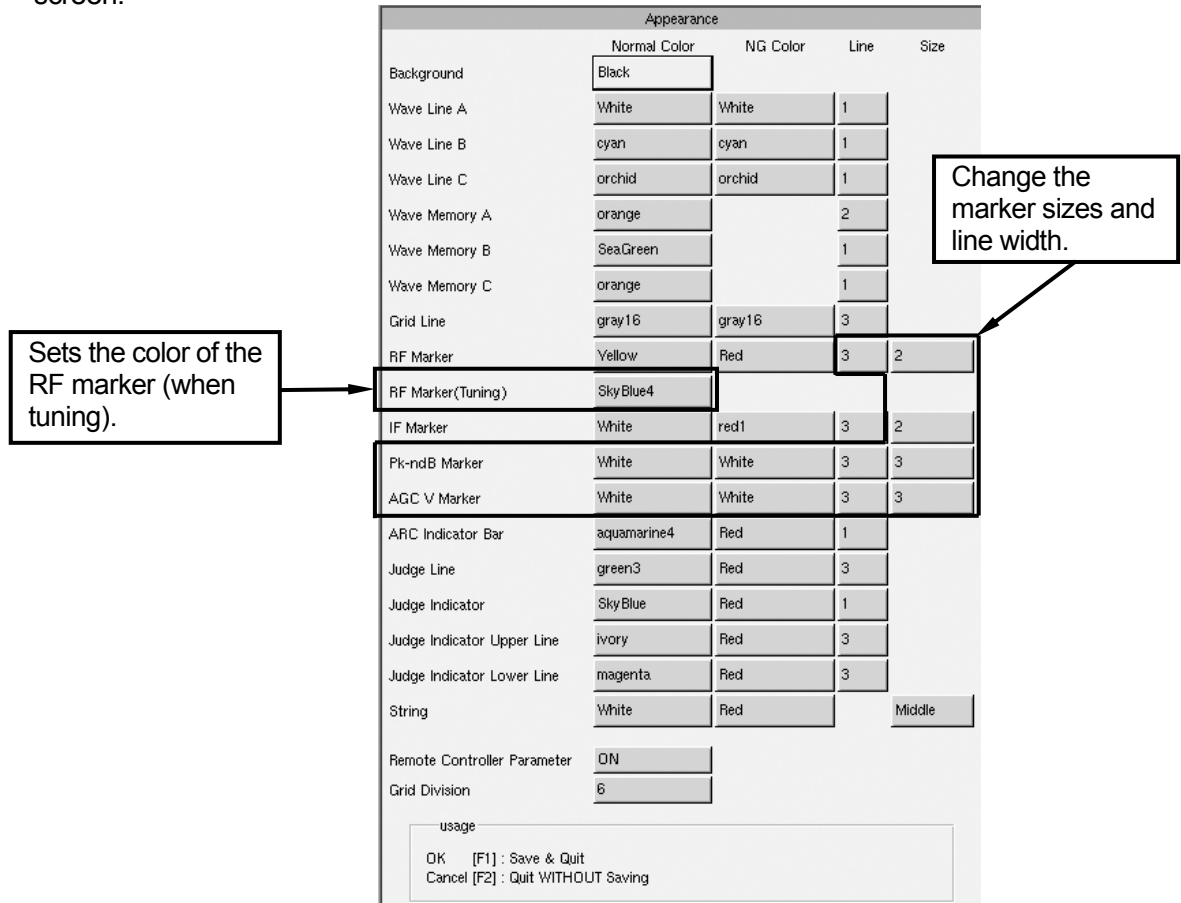 screen.
Appearance
Normal Color NG Color Line Size
Background Black
Wave Line A White White 1
Wave Line B cyan cyan 1
Wave Line C orchid orchid 1
Wave Memory A orange 2
Wave Memory B SeaGreen 1
Wave Memory C orange 1
Grid Line gray16 gray16 3
RF Marker Yellow Red 3 2
RF Marker(Tuning) SkyBlue4
IF Marker White red1 3 2
Pk-ndB Marker White White 3 3
AGC V Marker White White 3 3
ARC Indicator Bar aquamarine4 Red 1
Judge Line green3 Red 3
Judge Indicator SkyBlue Red 1
Judge Indicator Upper Line ivory Red 3
Judge Indicator Lower Line magenta Red 3
String White Red Middle
Remote Controller Parameter ON
Grid Division 6
usage
OK [F1] : Save & Quit
Cancel [F2] : Quit WITHOUT Saving
Change the
marker sizes and
line width.
Sets the color of the
RF marker (when
tuning).